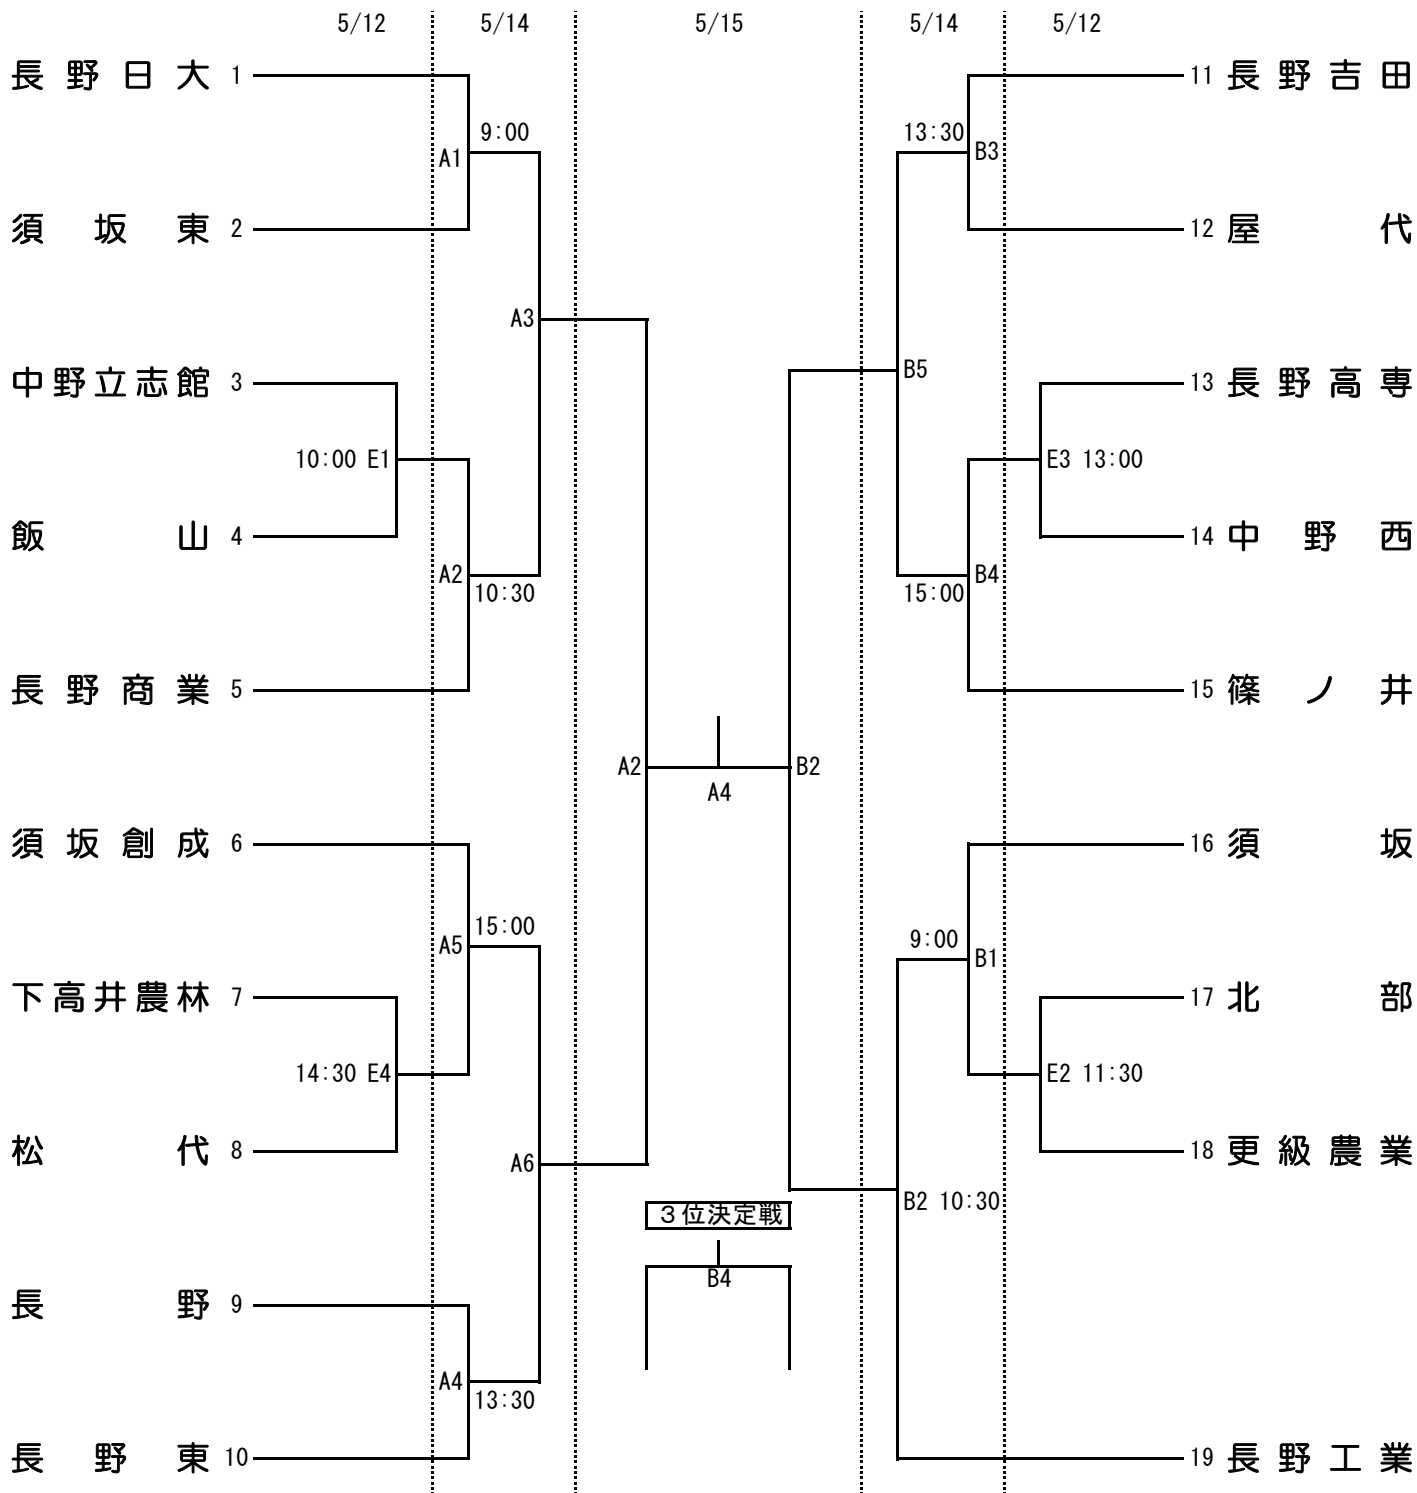 5/12 5/14 5/15 5/14 5/12
長野日大 1
11 長野吉田
9:00
13:30
A1
B3
須坂東 2
12 屋代
A3
B5
中野立志館 3
13 長野高専
10:00 E1
E3 13:00
飯山 4
14 中野西
A2
10:30
B4
15:00
長野商業 5
15 篠ノ井
A2
B2
A4
須坂創成 6
16 須坂
15:00
A5
9:00
B1
下高井農林 7
17 北部
14:30 E4
E2 11:30
松代 8
18 更級農業
A6
B2 10:30
3位決定戦
B4
長野 9
A4
13:30
長野東 10
19 長野工業